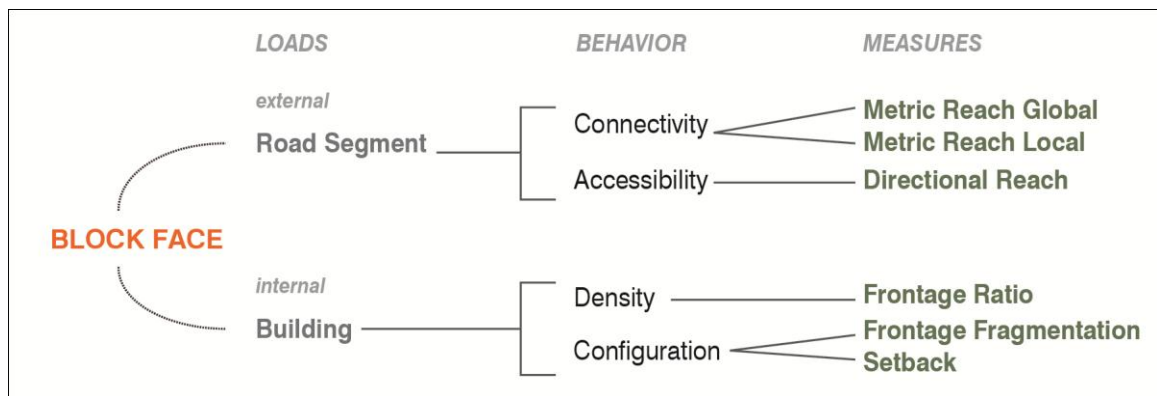 LOADS
BEHAVIOR
MEASURES
external
Road Segment
Connectivity
Metric Reach Global
Metric Reach Local
Accessibility
Directional Reach
BLOCK FACE
internal
Building
Density
Frontage Ratio
Configuration
Frontage Fragmentation
Setback